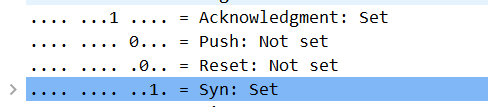 .... ...1 .... = Acknowledgment: Set
.... .... 0... = Push: Not set
.... .... .0.. = Reset: Not set
.... .... ..1. = Syn: Set